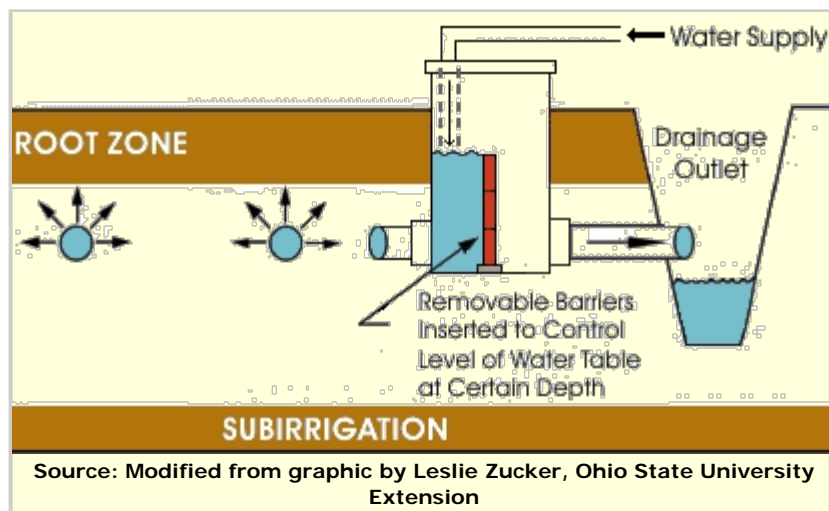 Water Supply
ROOT ZONE
Drainage
Outlet
Removable Barriers
Inserted to Control
Level of Water Table
at Certain Depth
SUBIRRIGATION
Source: Modified from graphic by Leslie Zucker, Ohio State University
Extension